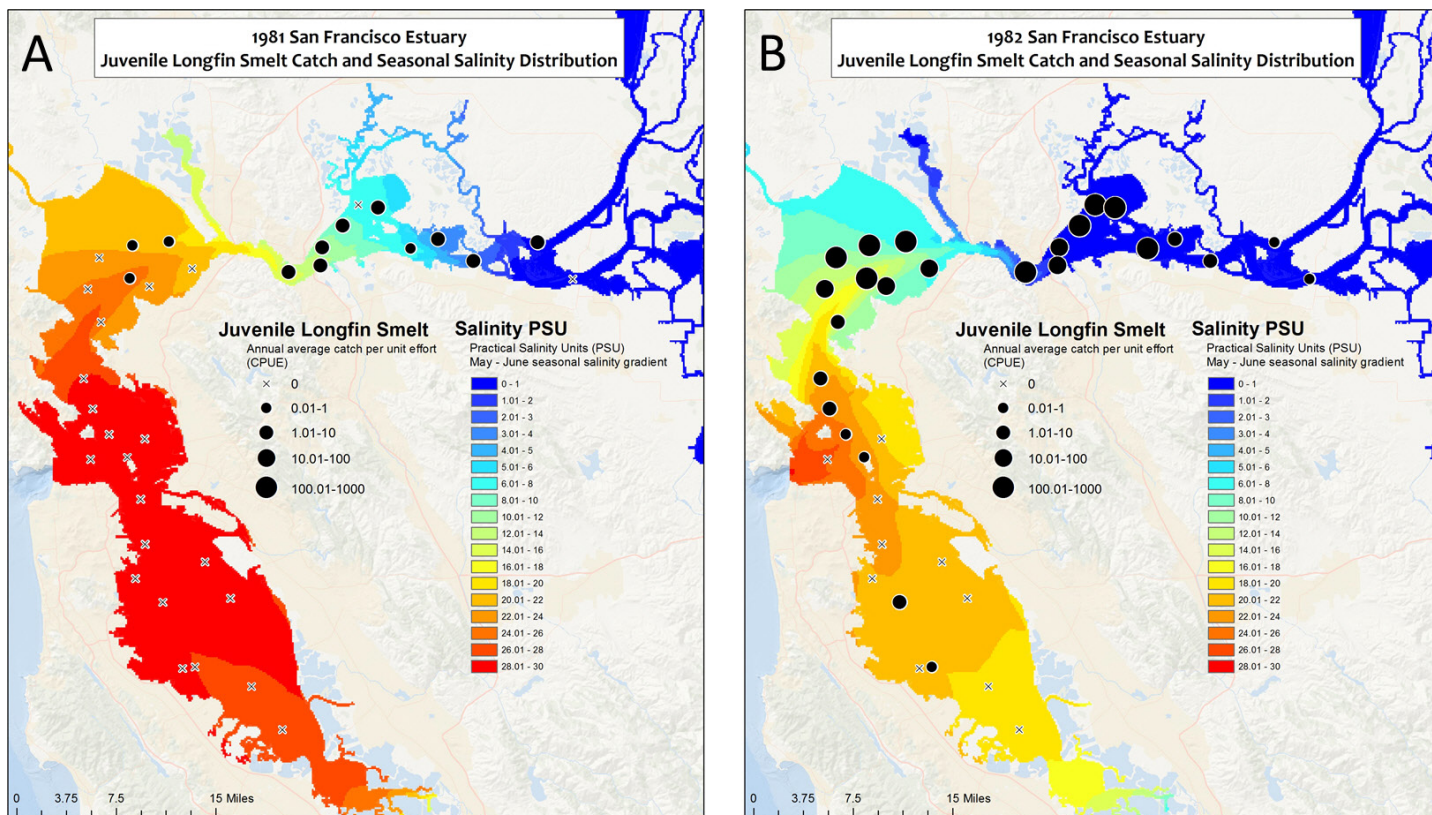 A
1981 San Francisco Estuary
Juvenile Longfin Smelt Catch and Seasonal Salinity Distribution
Juvenile Longfin Smelt
Annual average catch per unit effort
(CPUE)
0
0.01-1
1.01-10
10.01-100
100.01-1000
Salinity PSU
Practical Salinity Units (PSU)
May - June seasonal salinity gradient
0 - 1
1.01 - 2
2.01 - 3
3.01 - 4
4.01 - 5
5.01 - 6
6.01 - 8
8.01 - 10
10.01 - 12
12.01 - 14
14.01 - 16
16.01 - 18
18.01 - 20
20.01 - 22
22.01 - 24
24.01 - 26
26.01 - 28
28.01 - 30
0 3.75 7.5 15 Miles
B
1982 San Francisco Estuary
Juvenile Longfin Smelt Catch and Seasonal Salinity Distribution
Juvenile Longfin Smelt
Annual average catch per unit effort
(CPUE)
0
0.01-1
1.01-10
10.01-100
100.01-1000
Salinity PSU
Practical Salinity Units (PSU)
May - June seasonal salinity gradient
0 - 1
1.01 - 2
2.01 - 3
3.01 - 4
4.01 - 5
5.01 - 6
6.01 - 8
8.01 - 10
10.01 - 12
12.01 - 14
14.01 - 16
16.01 - 18
18.01 - 20
20.01 - 22
22.01 - 24
24.01 - 26
26.01 - 28
28.01 - 30
0 3.75 7.5 15 Miles